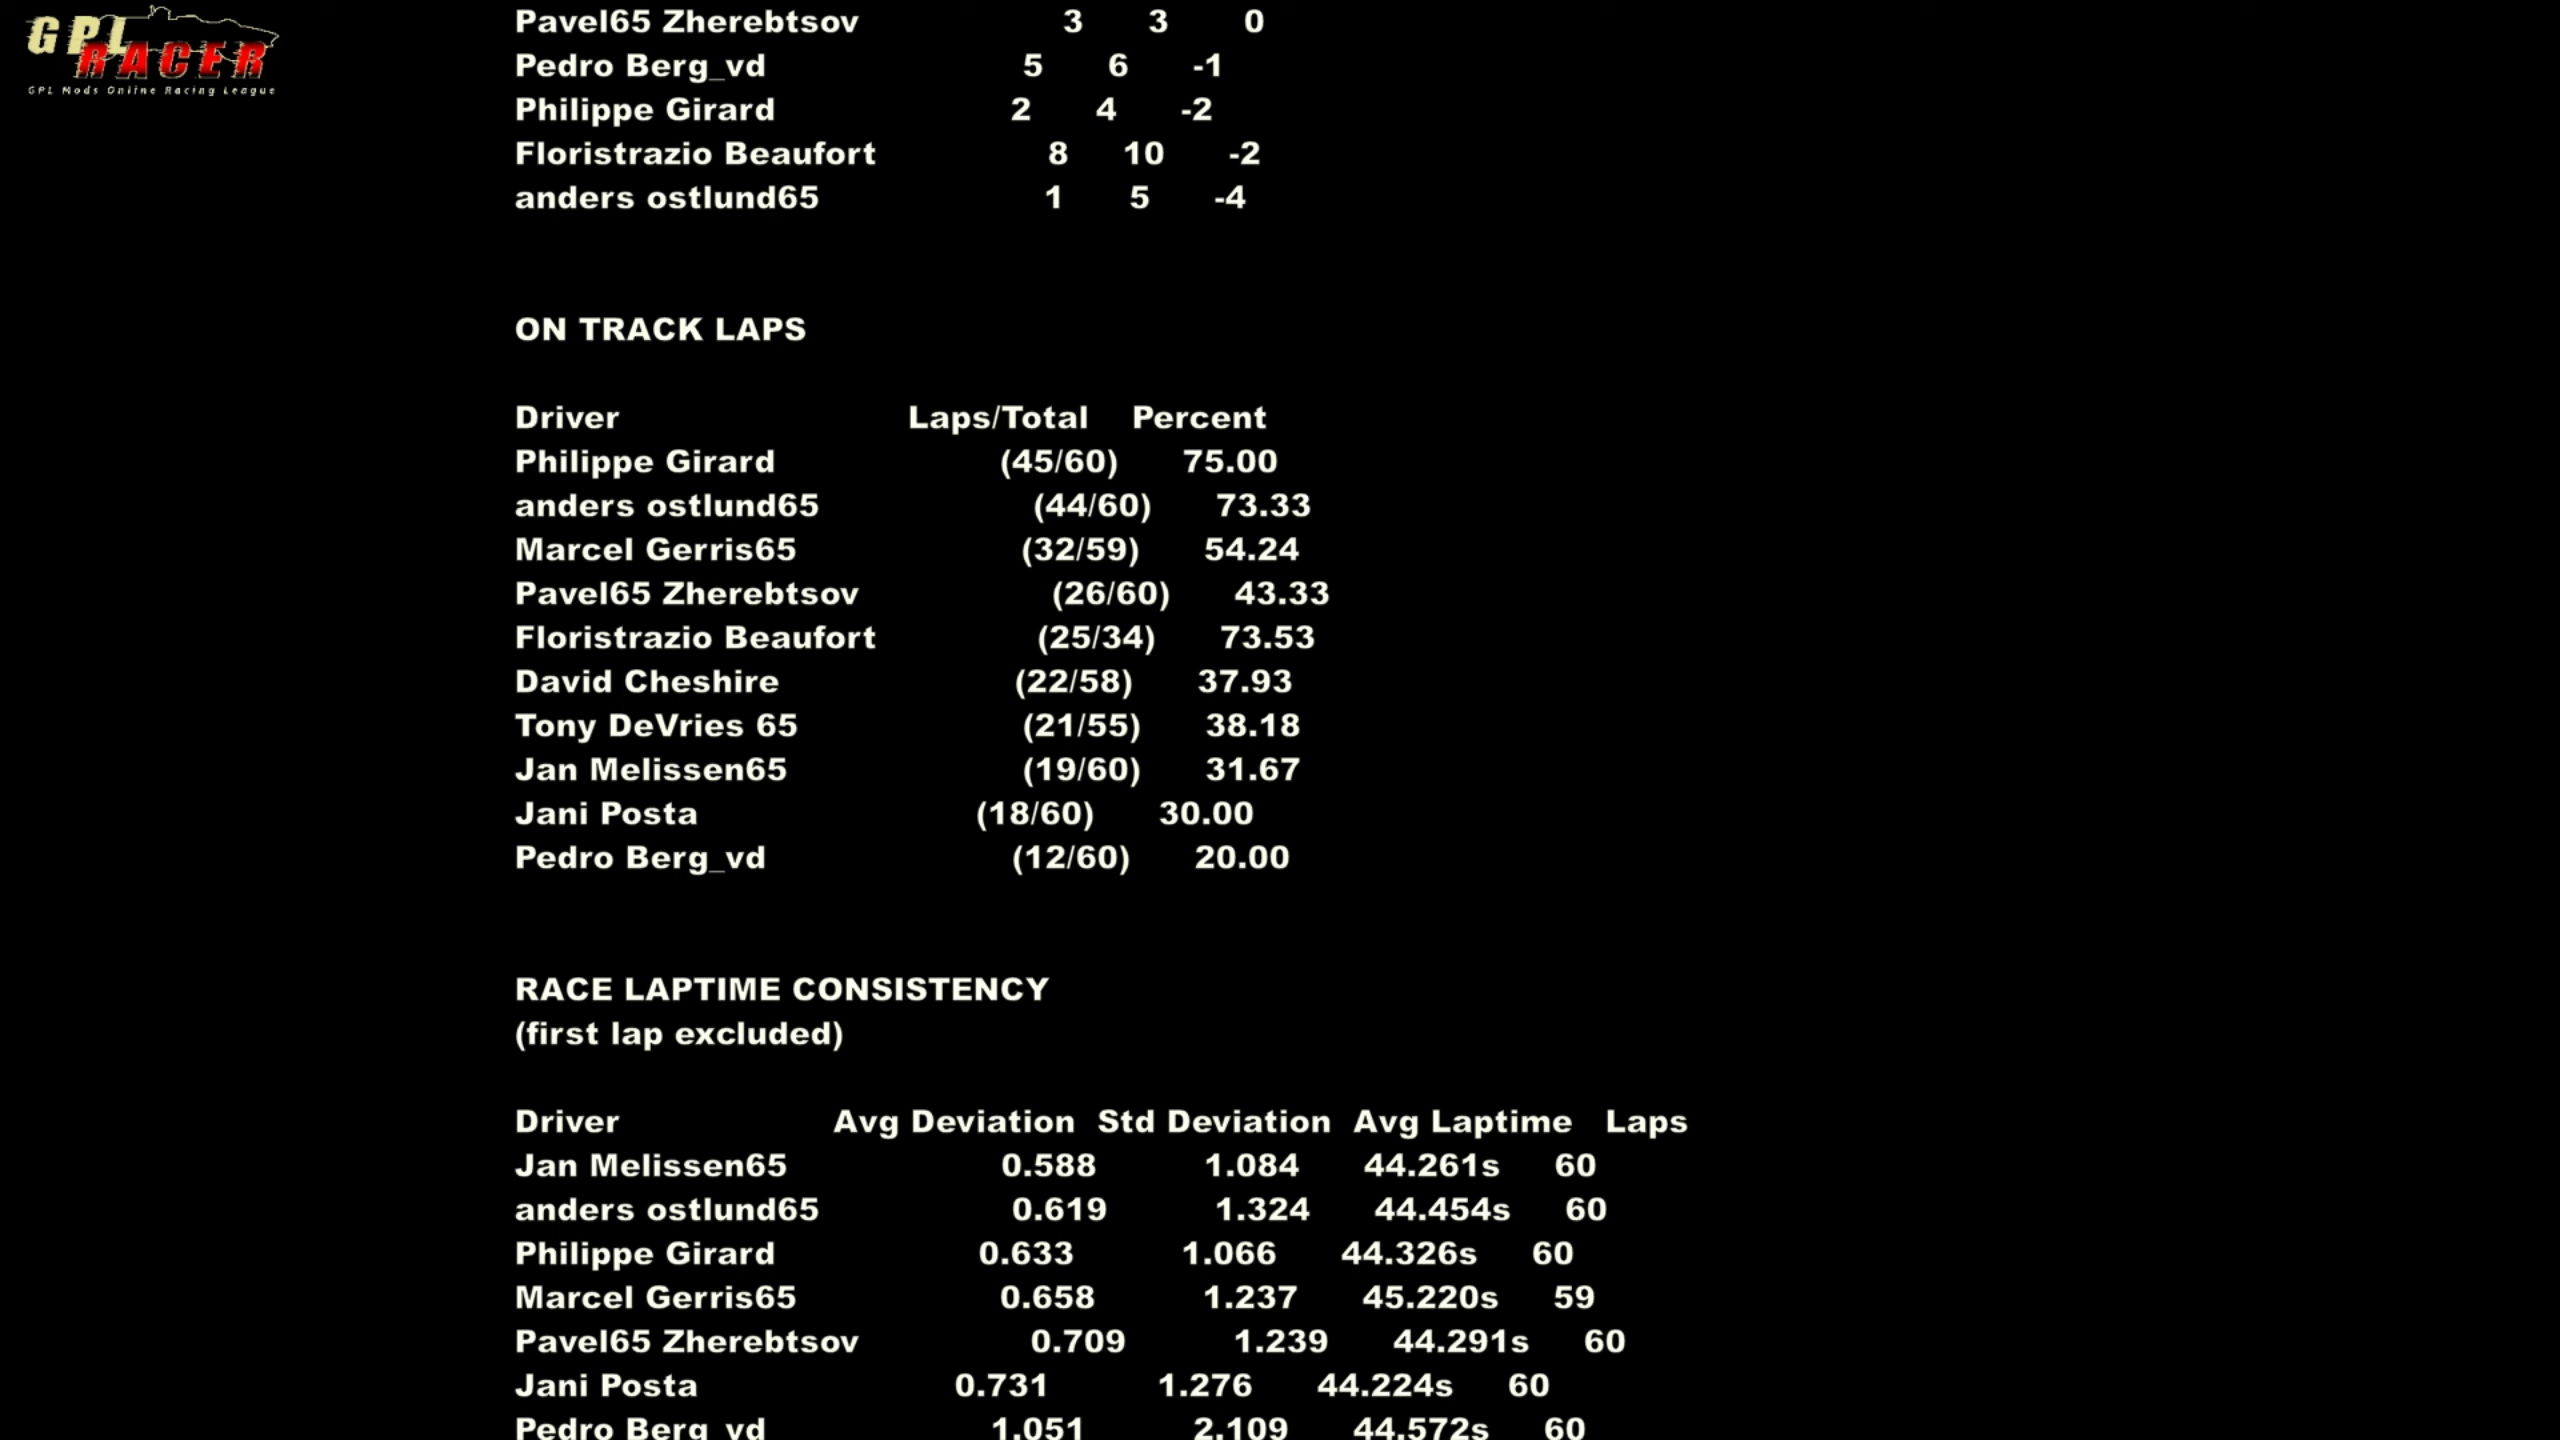 GPL
RACER
GPL Mods Online Racing League
Pavel65 Zherebtsov 3 3 0
Pedro Berg_vd 5 6 -1
Philippe Girard 2 4 -2
Floristrazio Beaufort 8 10 -2
anders ostlund65 1 5 -4
ON TRACK LAPS
Driver Laps/Total Percent
Philippe Girard (45/60) 75.00
anders ostlund65 (44/60) 73.33
Marcel Gerris65 (32/59) 54.24
Pavel65 Zherebtsov (26/60) 43.33
Floristrazio Beaufort (25/34) 73.53
David Cheshire (22/58) 37.93
Tony DeVries 65 (21/55) 38.18
Jan Melissen65 (19/60) 31.67
Jani Posta (18/60) 30.00
Pedro Berg_vd (12/60) 20.00
RACE LAPTIME CONSISTENCY
(first lap excluded)
Driver Avg Deviation Std Deviation Avg Laptime Laps
Jan Melissen65 0.588 1.084 44.261s 60
anders ostlund65 0.619 1.324 44.454s 60
Philippe Girard 0.633 1.066 44.326s 60
Marcel Gerris65 0.658 1.237 45.220s 59
Pavel65 Zherebtsov 0.709 1.239 44.291s 60
Jani Posta 0.731 1.276 44.224s 60
Pedro Berg_vd 1.051 2.109 44.572s 60